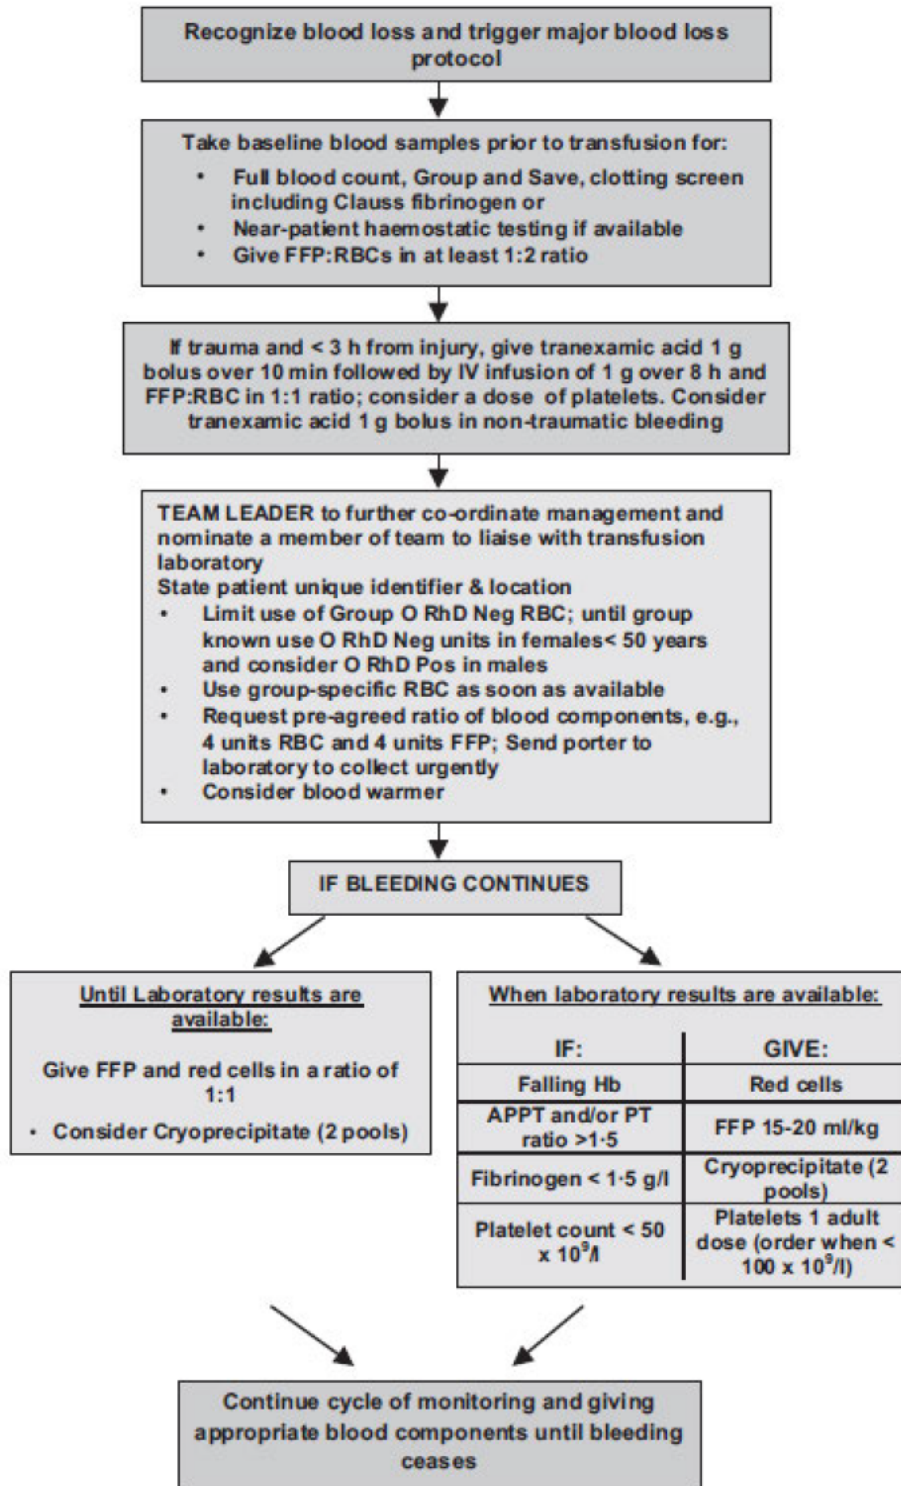 Recognize blood loss and trigger major blood loss
protocol
Take baseline blood samples prior to transfusion for:
• Full blood count, Group and Save, clotting screen
including Clauss fibrinogen or
• Near-patient haemostatic testing if available
• Give FFP:RBCs in at least 1:2 ratio
If trauma and < 3 h from injury, give tranexamic acid 1 g
bolus over 10 min followed by IV infusion of 1 g over 8 h and
FFP:RBC in 1:1 ratio; consider a dose of platelets. Consider
tranexamic acid 1 g bolus in non-traumatic bleeding
TEAM LEADER to further co-ordinate management and
nominate a member of team to liaise with transfusion
laboratory
State patient unique identifier & location
• Limit use of Group O RhD Neg RBC; until group
known use O RhD Neg units in females< 50 years
and consider O RhD Pos in males
• Use group-specific RBC as soon as available
• Request pre-agreed ratio of blood components, e.g.,
4 units RBC and 4 units FFP; Send porter to
laboratory to collect urgently
• Consider blood warmer
IF BLEEDING CONTINUES
Until Laboratory results are
available:
Give FFP and red cells in a ratio of
1:1
• Consider Cryoprecipitate (2 pools)
When laboratory results are available:
IF: GIVE:
Falling Hb Red cells
APPT and/or PT
ratio >1·5
FFP 15-20 ml/kg
Fibrinogen < 1·5 g/l
Cryoprecipitate (2
pools)
Platelet count < 50
x 10⁹/l
Platelets 1 adult
dose (order when <
100 x 10⁹/l)
Continue cycle of monitoring and giving
appropriate blood components until bleeding
ceases